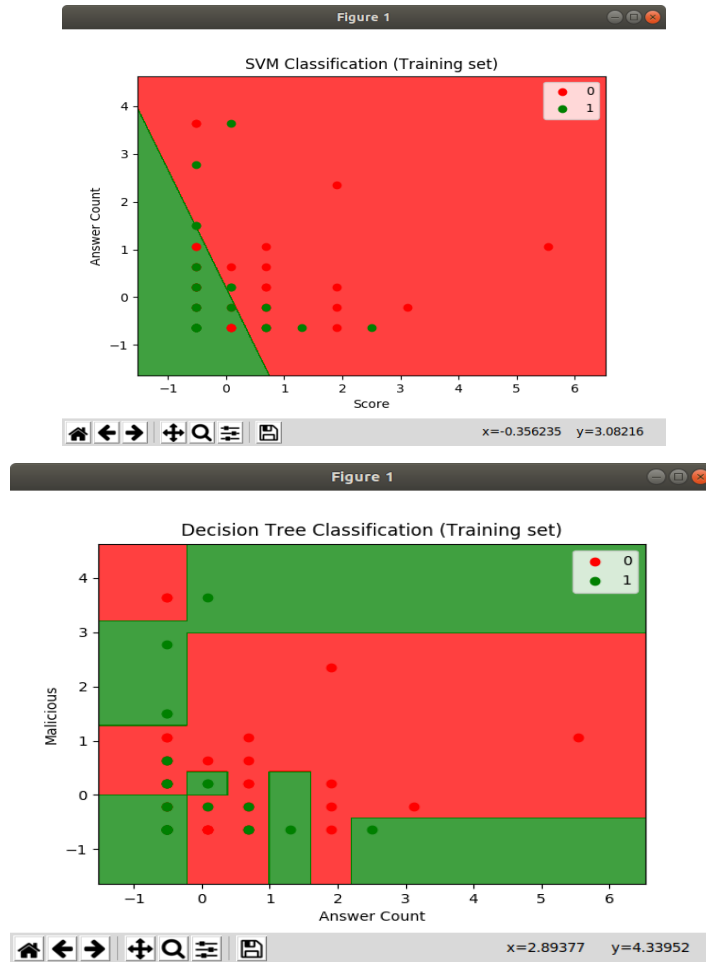 Figure 1
SVM Classification (Training set)
0
1
4
3
2
1
0
−1
Answer Count
−1 0 1 2 3 4 5 6
Score
x=-0.356235 y=3.08216
Figure 1
Decision Tree Classification (Training set)
0
1
4
3
2
1
0
−1
Malicious
−1 0 1 2 3 4 5 6
Answer Count
x=2.89377 y=4.33952